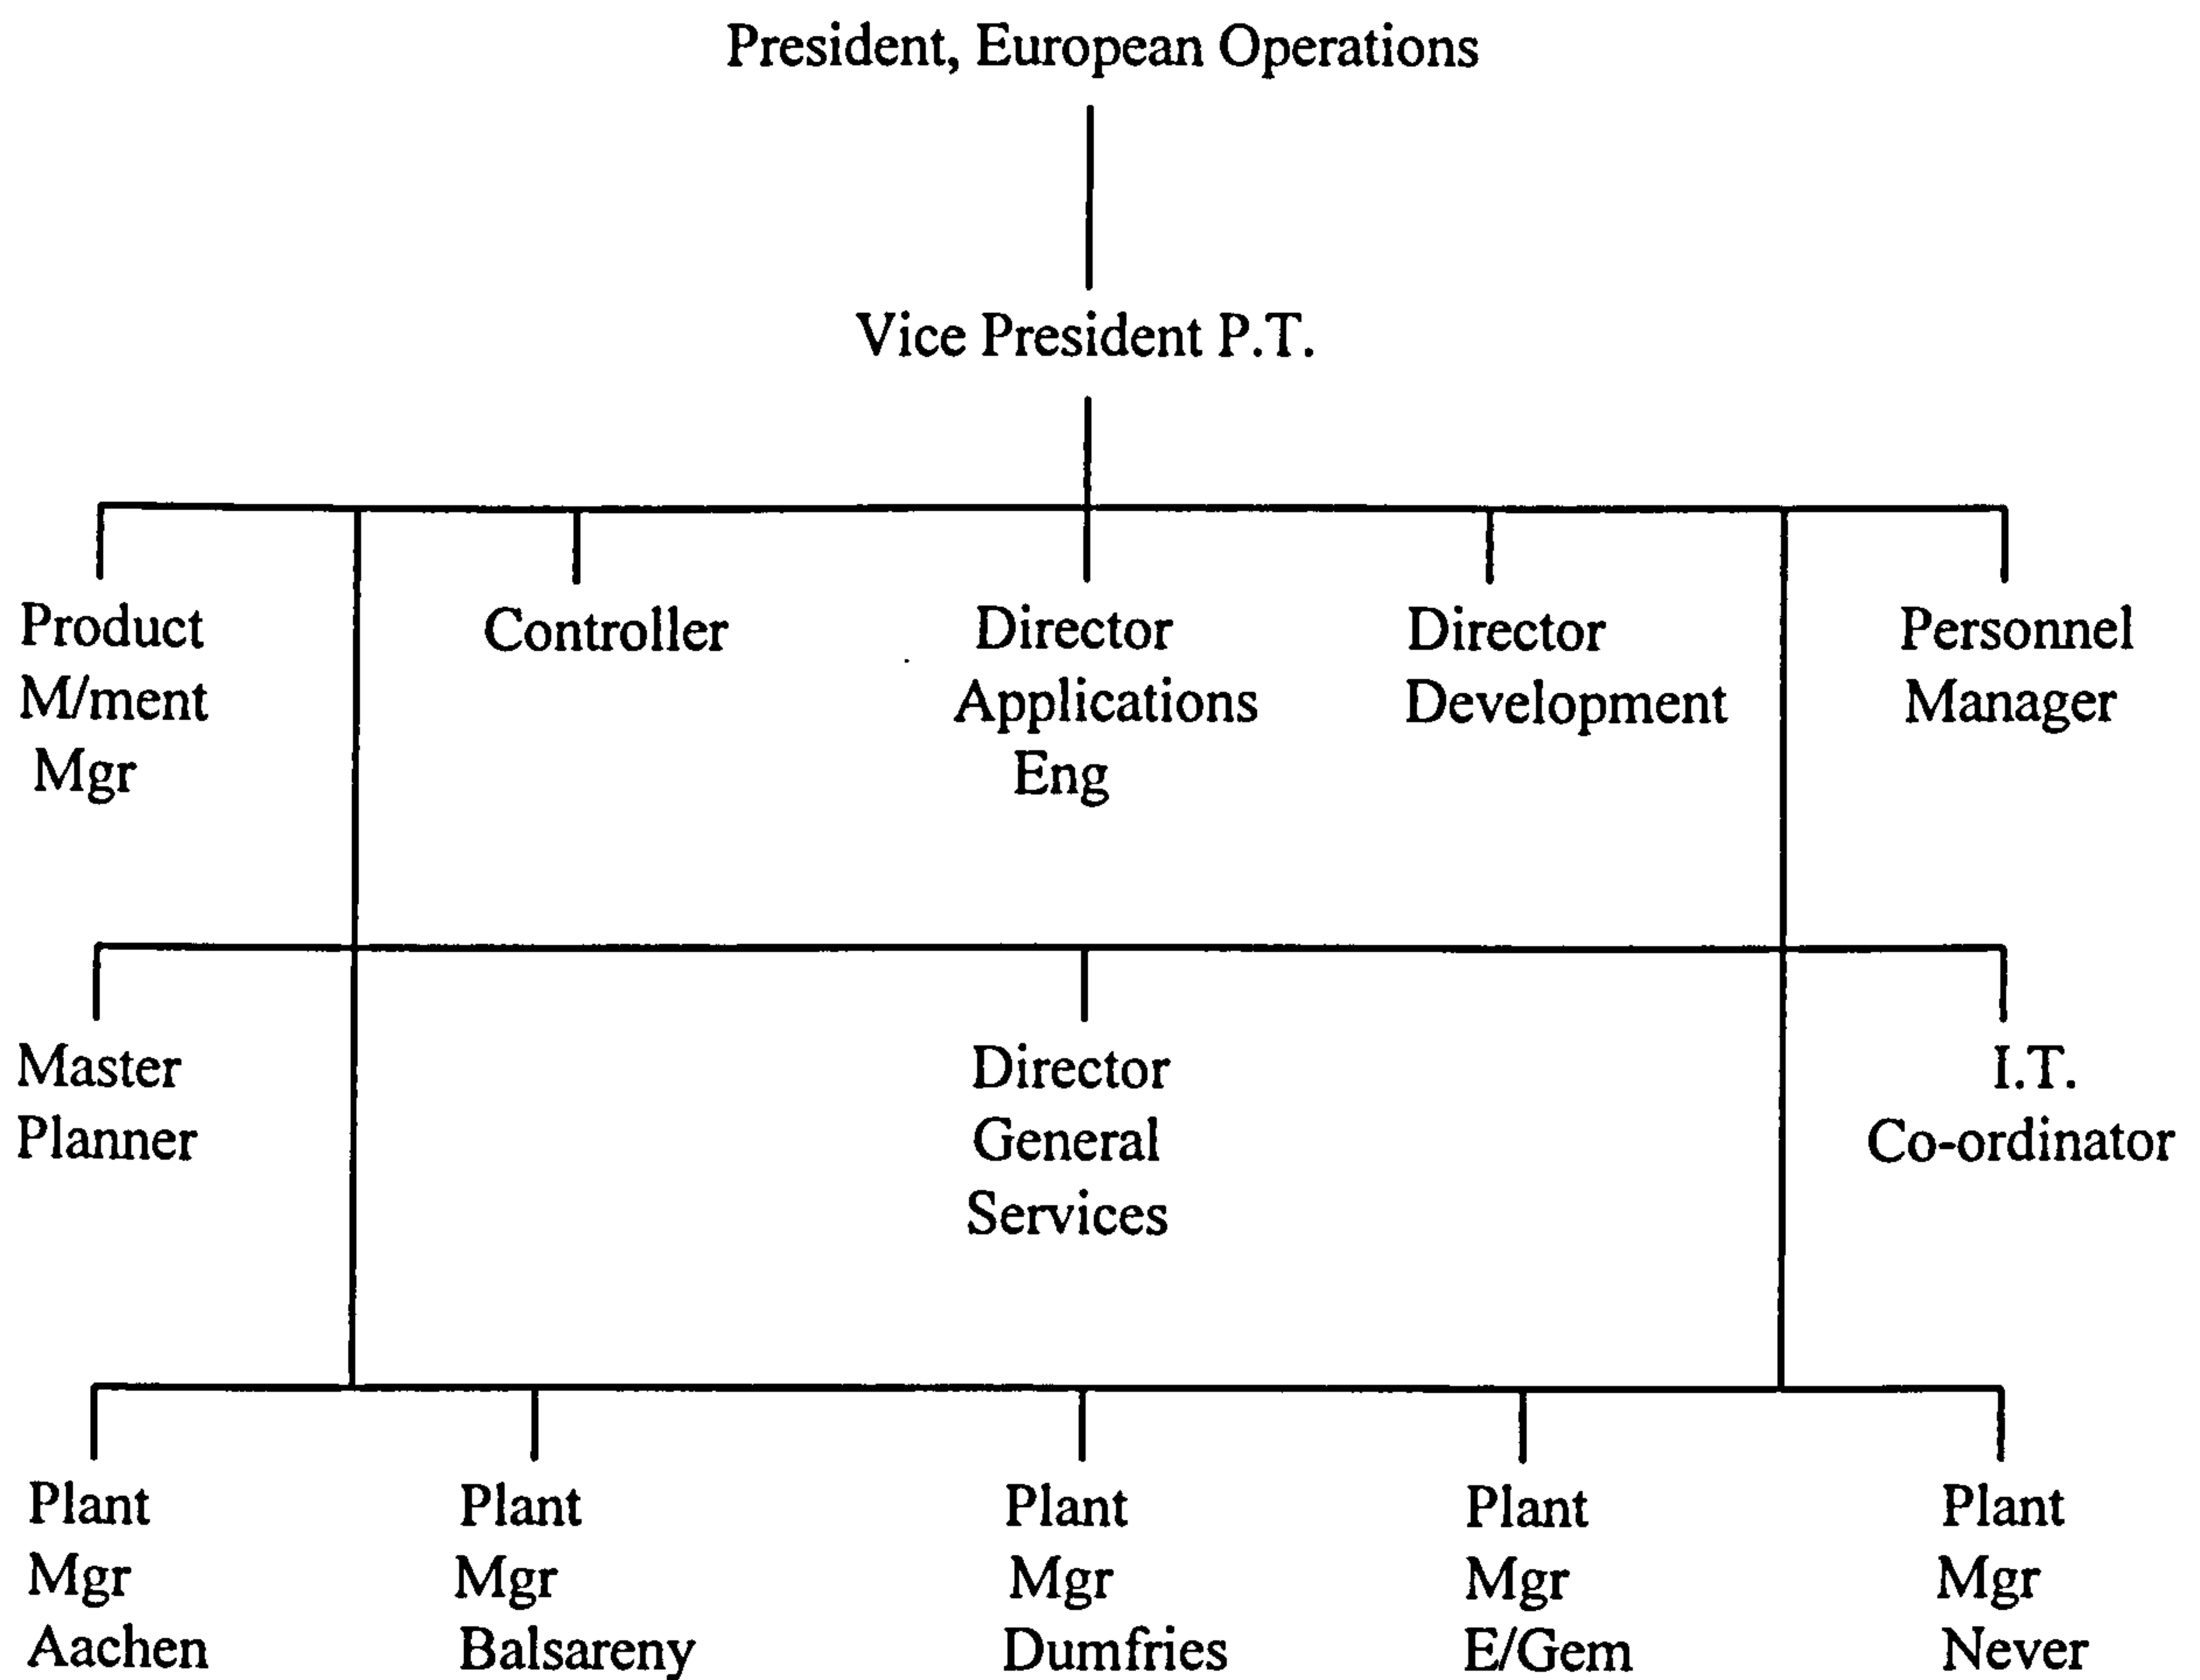 President, European Operations
Vice President P.T.
Product
M/ment
Mgr
Controller
Director
Applications
Eng
Director
Development
Personnel
Manager
Master
Planner
Director
General
Services
I.T.
Co-ordinator
Plant
Mgr
Aachen
Plant
Mgr
Balsareny
Plant
Mgr
Dumfries
Plant
Mgr
E/Gem
Plant
Mgr
Never